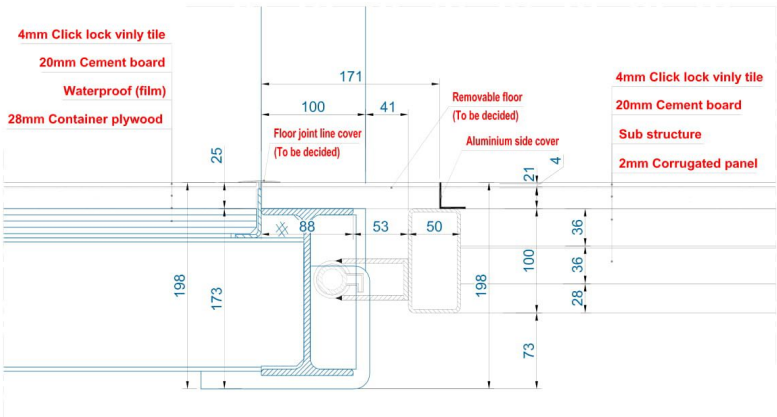 4mm Click lock vinly tile
20mm Cement board
Waterproof (film)
28mm Container plywood
171
100
41
Floor joint line cover
(To be decided)
Removable floor
(To be decided)
Aluminium side cover
4mm Click lock vinly tile
20mm Cement board
Sub structure
2mm Corrugated panel
25
4
21
88
53
50
36
36
28
100
198
173
198
73